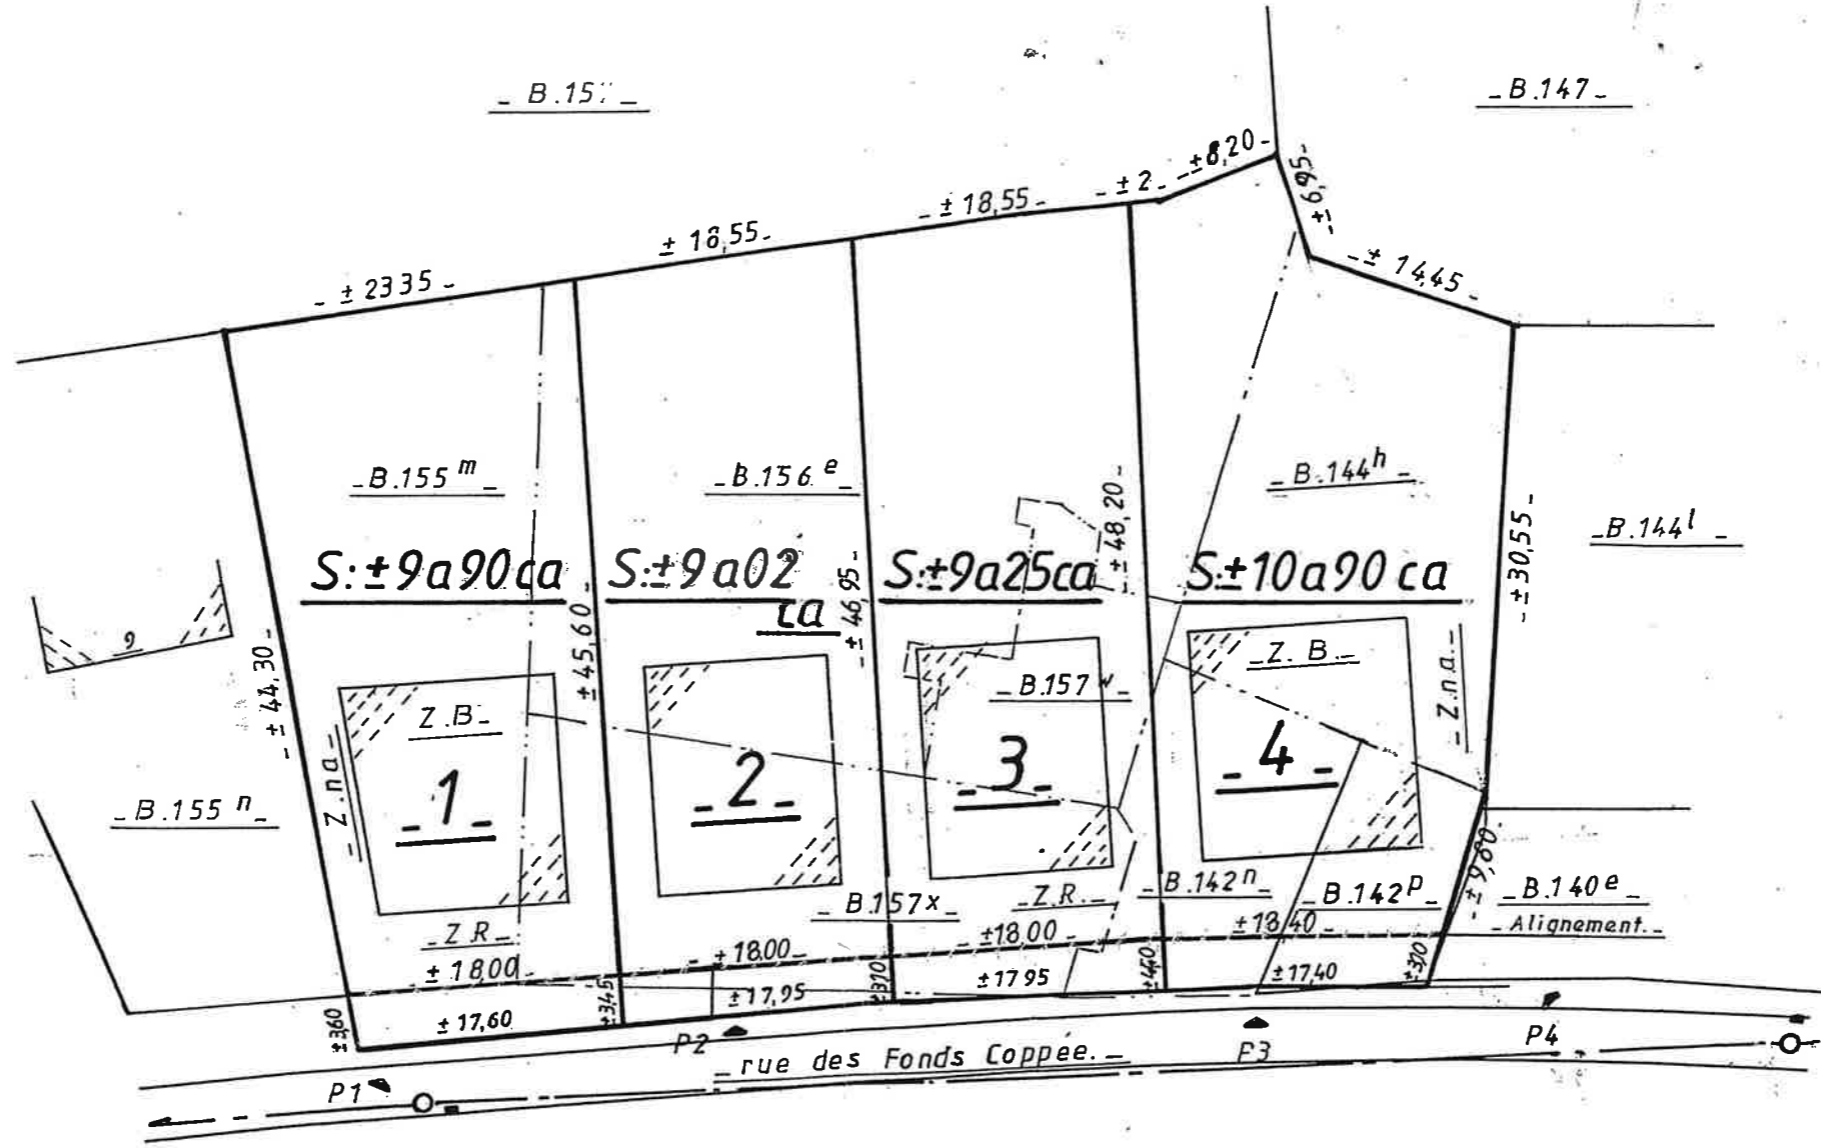 - B.15
- B.147 -
- ± 2335 -
± 18,55 -
- ± 18,55 -
- ± 2 -
- ±8,20 -
- ±6,95 -
- ± 14,45 -
- B.155 m -
- B.156 e -
- B.144 h -
- B.144 l -
S:±9a90ca
S:±9a02
ca
S:±9a25ca
S:±10a90 ca
- ± 44,30 -
± 45,60 -
- ± 46,95 -
- ± 48,20 -
- ±30,55 -
9
Z.B-
- B.157 -
- Z. B. -
- Z.n.a. -
- Z.na -
- 1 -
- 2 -
- 3 -
- 4 -
- B.155 n -
- Z.R -
- B.157x -
- Z.R. -
- B.142 n -
- B.142 p -
- ±9,80 -
- B.140 e -
- Alignement. -
± 18,00
- ±18.00 -
- ±18.00 -
±18 40 -
±3,60
± 17,60
±3,45
±17,95
±3,70
±17 95
±4,40
±17,40
±3,70
P1
P2
P3
P4
- rue des Fonds Coppée. -